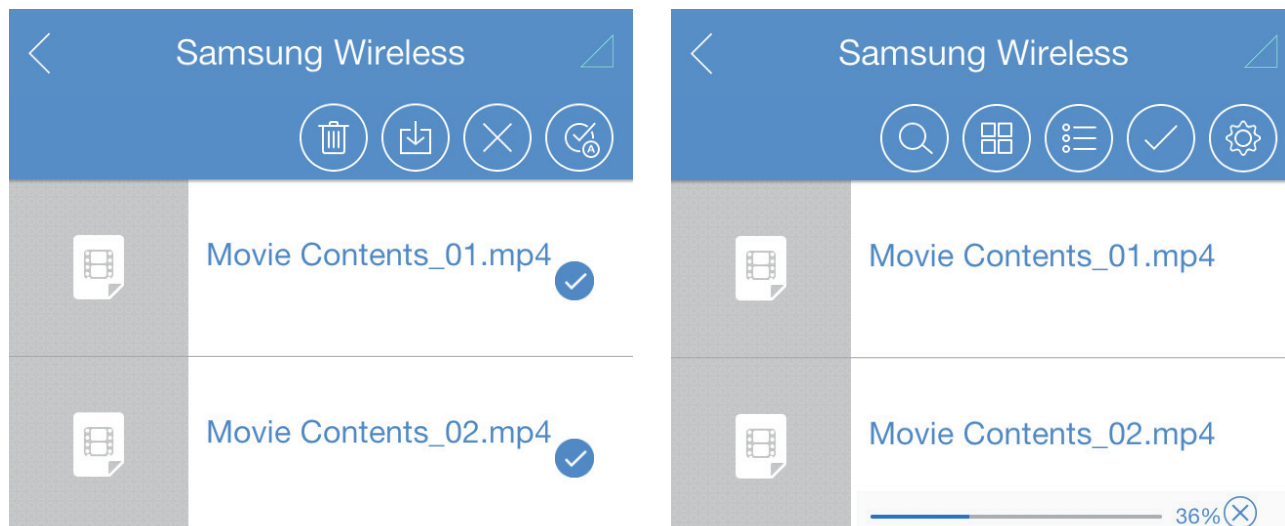 Samsung Wireless
A
Movie Contents_01.mp4
Movie Contents_02.mp4
Samsung Wireless
Movie Contents_01.mp4
Movie Contents_02.mp4
36%